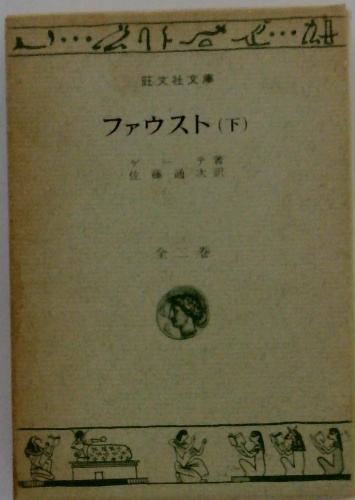 旺文社文庫
ファウスト(下)
ゲーテ著
佐藤通次訳
全二巻